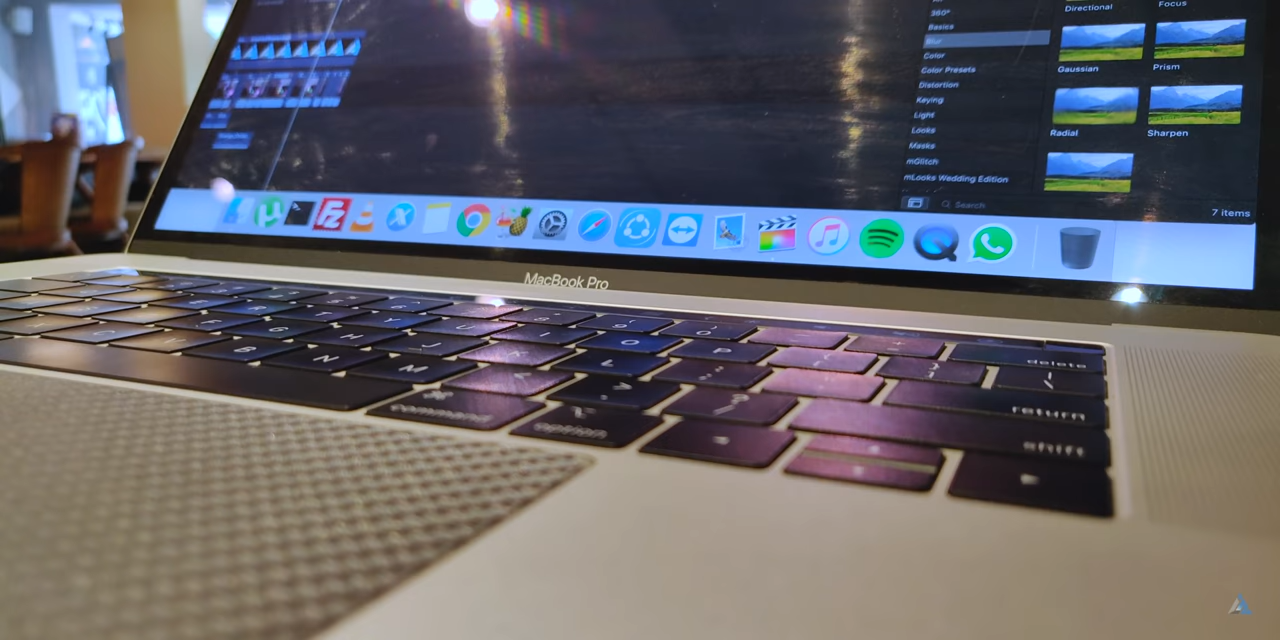 360°
Basics
Blur
Color
Color Presets
Distortion
Keying
Light
Looks
Masks
mGlitch
mLooks Wedding Edition
Directional
Focus
Gaussian
Prism
Radial
Sharpen
Search
7 items
Fz
MacBook Pro
delete
O P
G H J K L
return
B N M
shift
command option